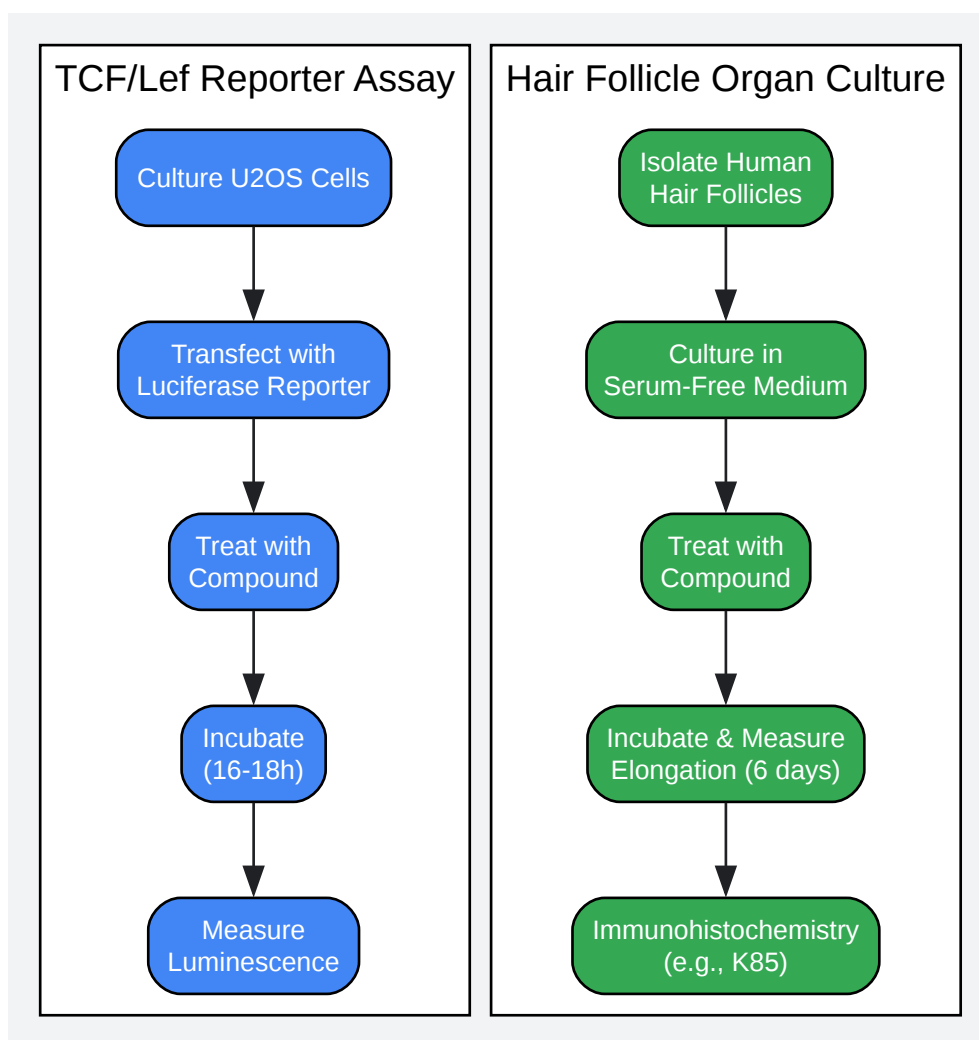 TCF/Lef Reporter Assay
Culture U2OS Cells
Transfect with
Luciferase Reporter
Treat with
Compound
Incubate
(16-18h)
Measure
Luminescence
Hair Follicle Organ Culture
Isolate Human
Hair Follicles
Culture in
Serum-Free Medium
Treat with
Compound
Incubate & Measure
Elongation (6 days)
Immunohistochemistry
(e.g., K85)